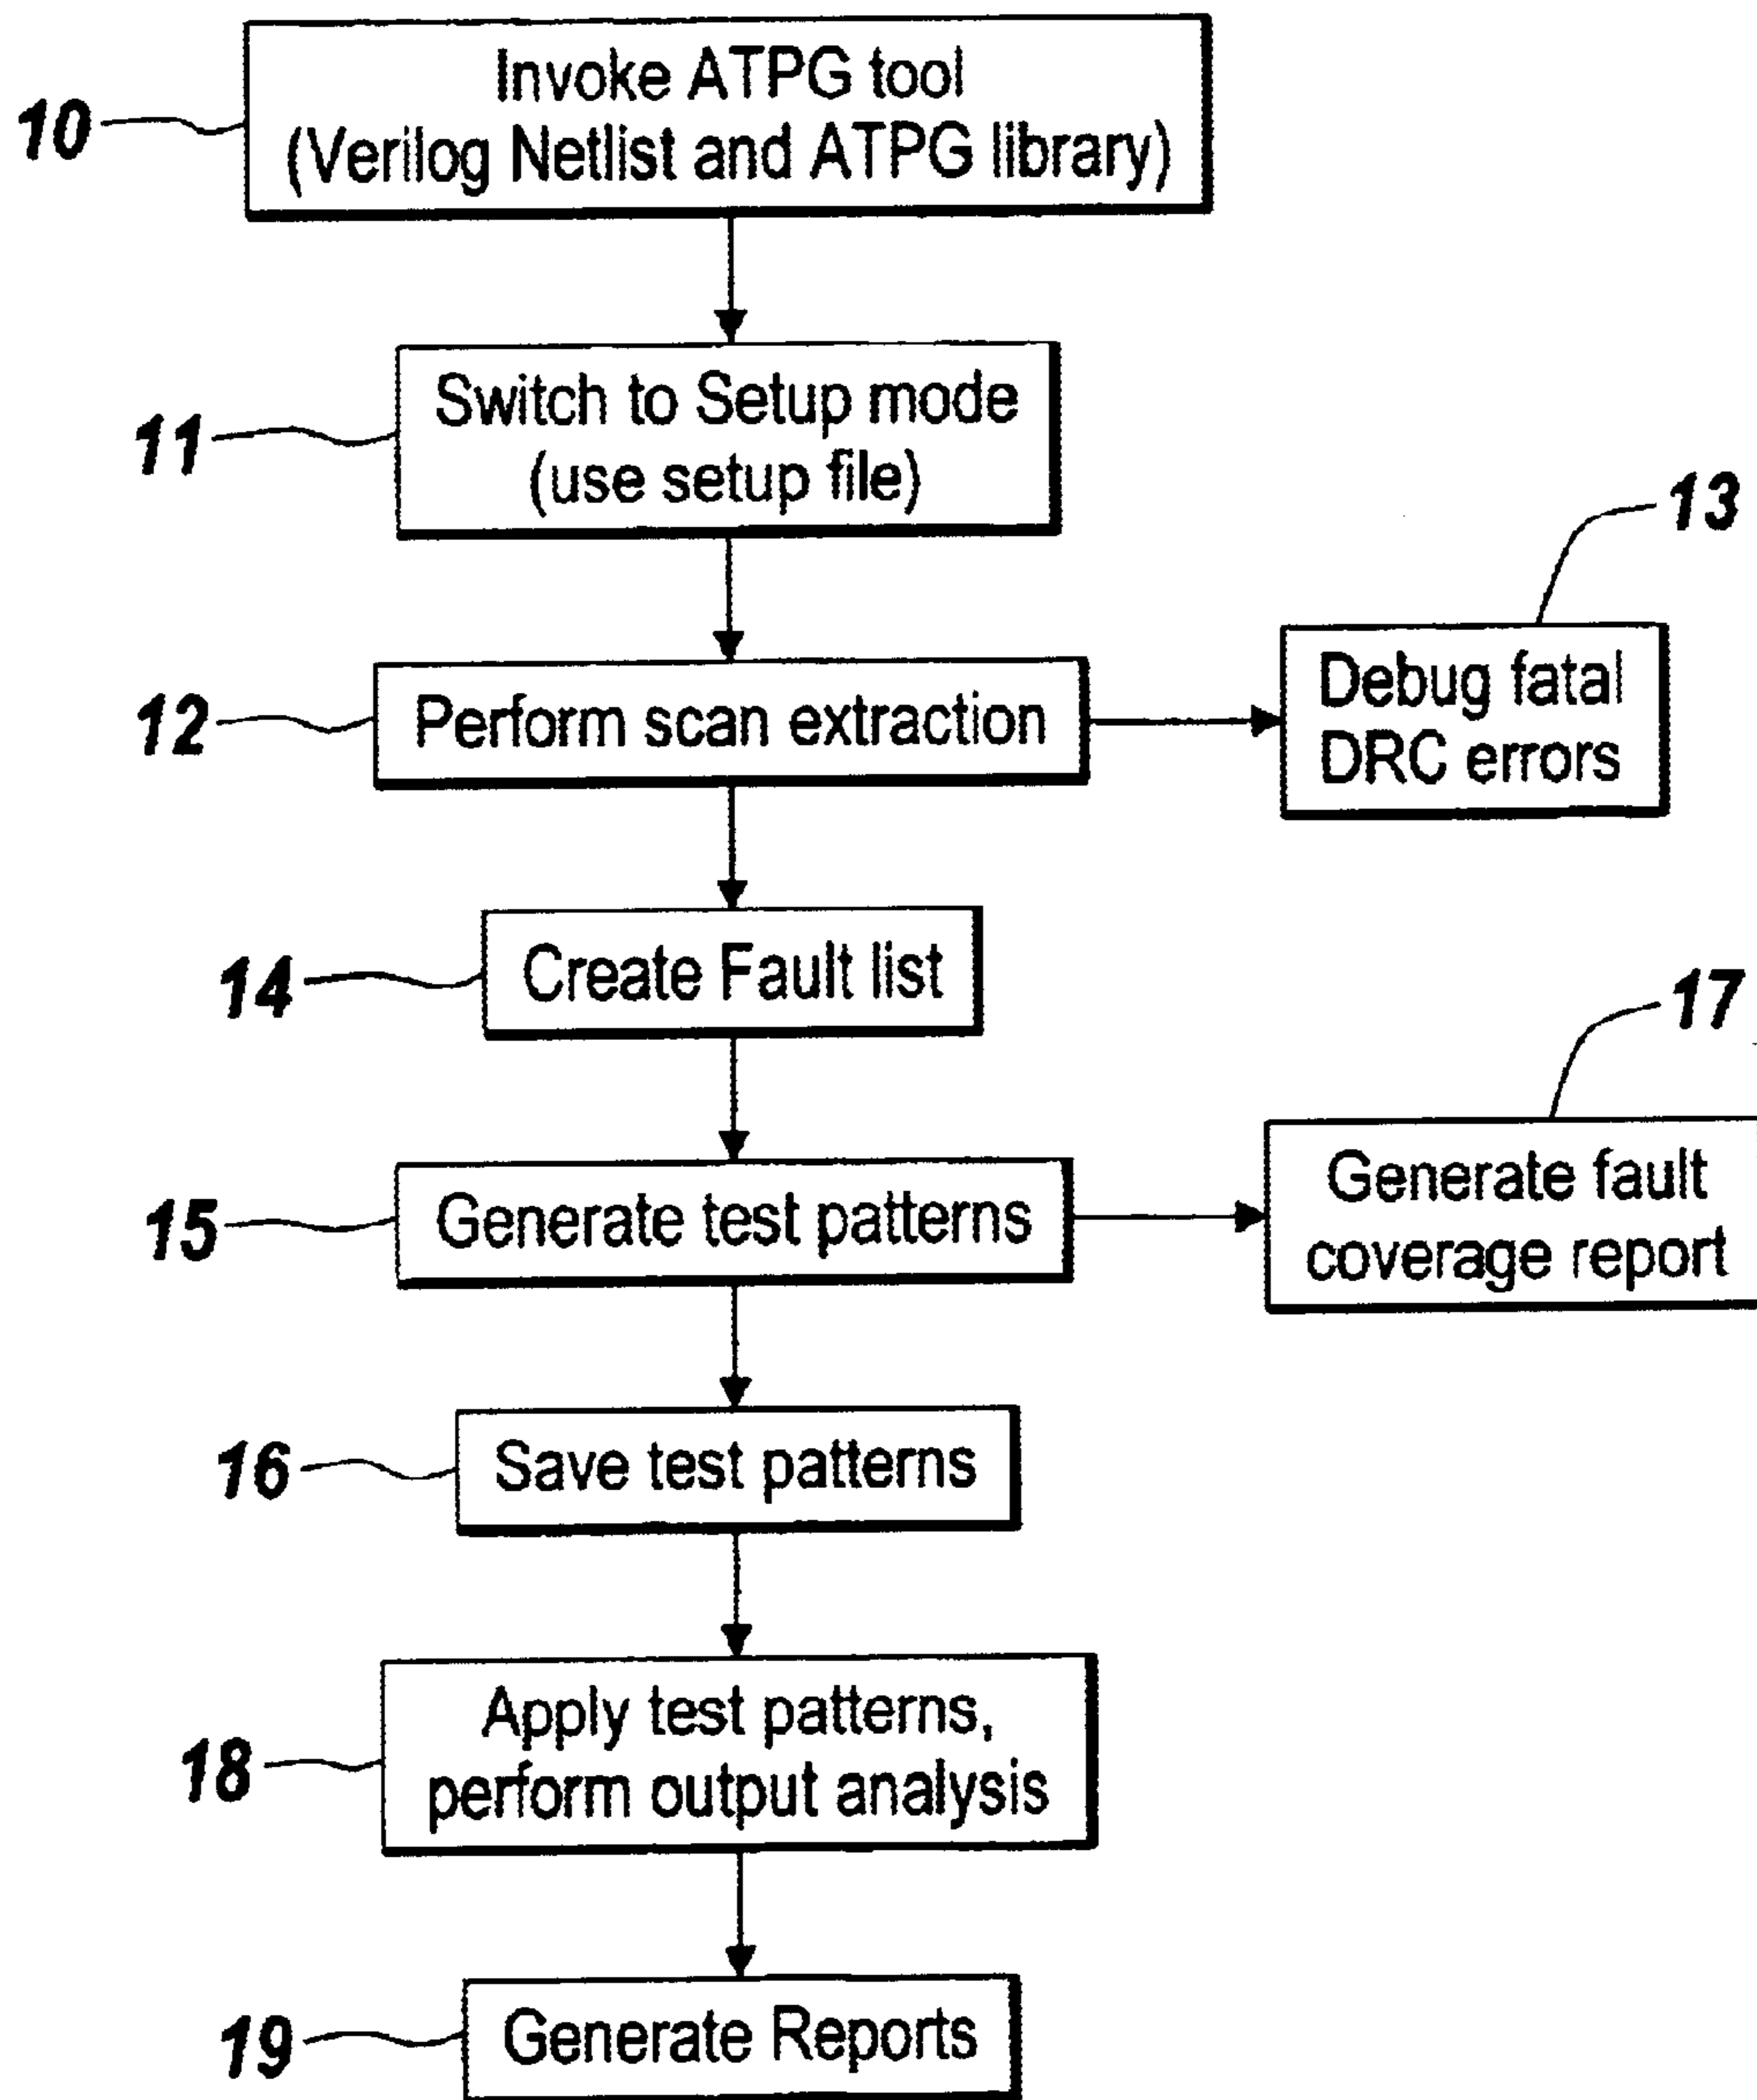 10
Invoke ATPG tool
(Verilog Netlist and ATPG library)
11
Switch to Setup mode
(use setup file)
13
12
Perform scan extraction
Debug fatal
DRC errors
14
Create Fault list
17
15
Generate test patterns
Generate fault
coverage report
16
Save test patterns
18
Apply test patterns,
perform output analysis
19
Generate Reports